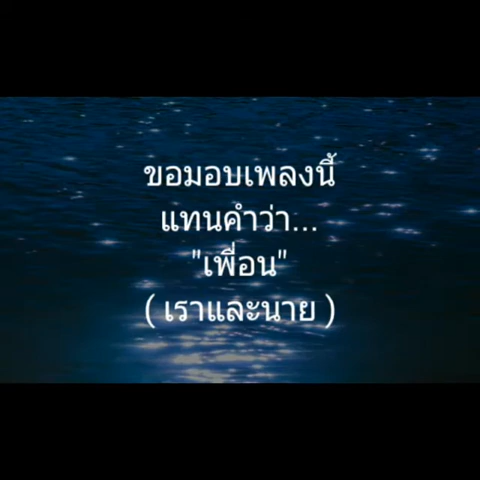 ขอมอบเพลงนี้
แทนคำว่า...
"เพื่อน"
( เราและนาย )